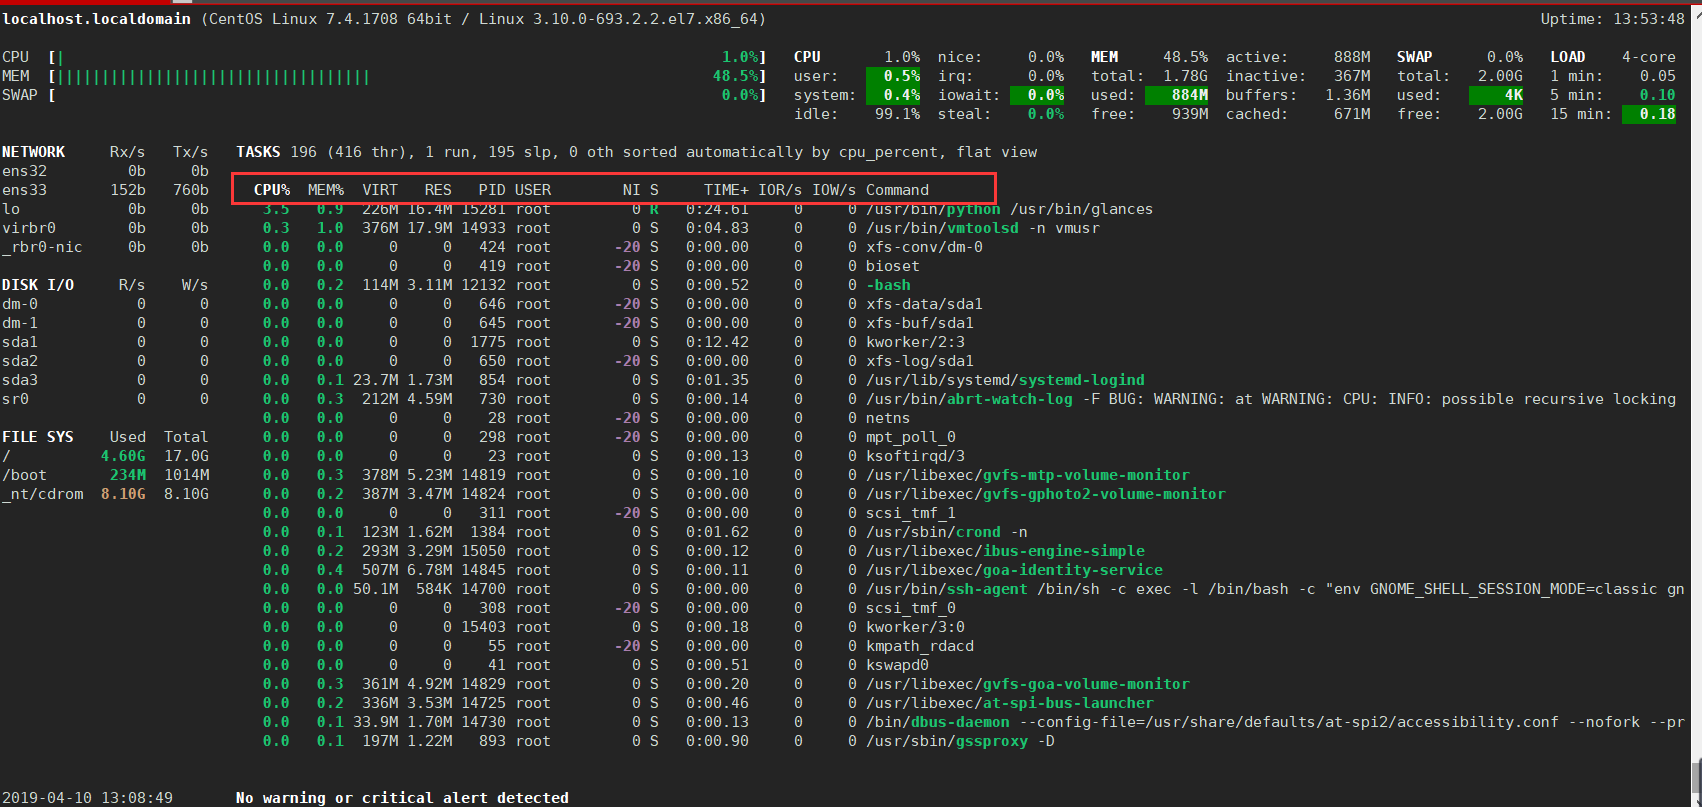 localhost.localdomain (CentOS Linux 7.4.1708 64bit / Linux 3.10.0-693.2.2.el7.x86_64) Uptime: 13:53:48
CPU [| 1.0%] CPU 1.0% nice: 0.0% MEM 48.5% active: 888M SWAP 0.0% LOAD 4-core
MEM [||||||||||||||||||||||||||||||||||| 48.5%] user: 0.5% irq: 0.0% total: 1.78G inactive: 367M total: 2.00G 1 min: 0.05
SWAP [ 0.0%] system: 0.4% iowait: 0.0% used: 884M buffers: 1.36M used: 4K 5 min: 0.10
idle: 99.1% steal: 0.0% free: 939M cached: 671M free: 2.00G 15 min: 0.18
NETWORK Rx/s Tx/s TASKS 196 (416 thr), 1 run, 195 slp, 0 oth sorted automatically by cpu_percent, flat view
ens32 0b 0b
ens33 152b 760b CPU% MEM% VIRT RES PID USER NI S TIME+ IOR/s IOW/s Command
lo 0b 0b 3.5 0.9 226M 16.4M 15281 root 0 R 0:24.61 0 0 /usr/bin/python /usr/bin/glances
virbr0 0b 0b 0.3 1.0 376M 17.9M 14933 root 0 S 0:04.83 0 0 /usr/bin/vmtoolsd -n vmusr
_rbr0-nic 0b 0b 0.0 0.0 0 0 424 root -20 S 0:00.00 0 0 xfs-conv/dm-0
0.0 0.0 0 0 419 root -20 S 0:00.00 0 0 bioset
DISK I/O R/s W/s 0.0 0.2 114M 3.11M 12132 root 0 S 0:00.52 0 0 -bash
dm-0 0 0 0.0 0.0 0 0 646 root -20 S 0:00.00 0 0 xfs-data/sda1
dm-1 0 0 0.0 0.0 0 0 645 root -20 S 0:00.00 0 0 xfs-buf/sda1
sda1 0 0 0.0 0.0 0 0 1775 root 0 S 0:12.42 0 0 kworker/2:3
sda2 0 0 0.0 0.0 0 0 650 root -20 S 0:00.00 0 0 xfs-log/sda1
sda3 0 0 0.0 0.1 23.7M 1.73M 854 root 0 S 0:01.35 0 0 /usr/lib/systemd/systemd-logind
sr0 0 0 0.0 0.3 212M 4.59M 730 root 0 S 0:00.14 0 0 /usr/bin/abrt-watch-log -F BUG: WARNING: at WARNING: CPU: INFO: possible recursive locking
0.0 0.0 0 0 28 root -20 S 0:00.00 0 0 netns
FILE SYS Used Total 0.0 0.0 0 0 298 root -20 S 0:00.00 0 0 mpt_poll_0
/ 4.60G 17.0G 0.0 0.0 0 0 23 root 0 S 0:00.13 0 0 ksoftirqd/3
/boot 234M 1014M 0.0 0.3 378M 5.23M 14819 root 0 S 0:00.10 0 0 /usr/libexec/gvfs-mtp-volume-monitor
_nt/cdrom 8.10G 8.10G 0.0 0.2 387M 3.47M 14824 root 0 S 0:00.00 0 0 /usr/libexec/gvfs-gphoto2-volume-monitor
0.0 0.0 0 0 311 root -20 S 0:00.00 0 0 scsi_tmf_1
0.0 0.1 123M 1.62M 1384 root 0 S 0:01.62 0 0 /usr/sbin/crond -n
0.0 0.2 293M 3.29M 15050 root 0 S 0:00.12 0 0 /usr/libexec/ibus-engine-simple
0.0 0.4 507M 6.78M 14845 root 0 S 0:00.11 0 0 /usr/libexec/goa-identity-service
0.0 0.0 50.1M 584K 14700 root 0 S 0:00.00 0 0 /usr/bin/ssh-agent /bin/sh -c exec -l /bin/bash -c "env GNOME_SHELL_SESSION_MODE=classic gn
0.0 0.0 0 0 308 root -20 S 0:00.00 0 0 scsi_tmf_0
0.0 0.0 0 0 15403 root 0 S 0:00.18 0 0 kworker/3:0
0.0 0.0 0 0 55 root -20 S 0:00.00 0 0 kmpath_rdacd
0.0 0.0 0 0 41 root 0 S 0:00.51 0 0 kswapd0
0.0 0.3 361M 4.92M 14829 root 0 S 0:00.20 0 0 /usr/libexec/gvfs-goa-volume-monitor
0.0 0.2 336M 3.53M 14725 root 0 S 0:00.46 0 0 /usr/libexec/at-spi-bus-launcher
0.0 0.1 33.9M 1.70M 14730 root 0 S 0:00.13 0 0 /bin/dbus-daemon --config-file=/usr/share/defaults/at-spi2/accessibility.conf --nofork --pr
0.0 0.1 197M 1.22M 893 root 0 S 0:00.90 0 0 /usr/sbin/gssproxy -D
2019-04-10 13:08:49 No warning or critical alert detected